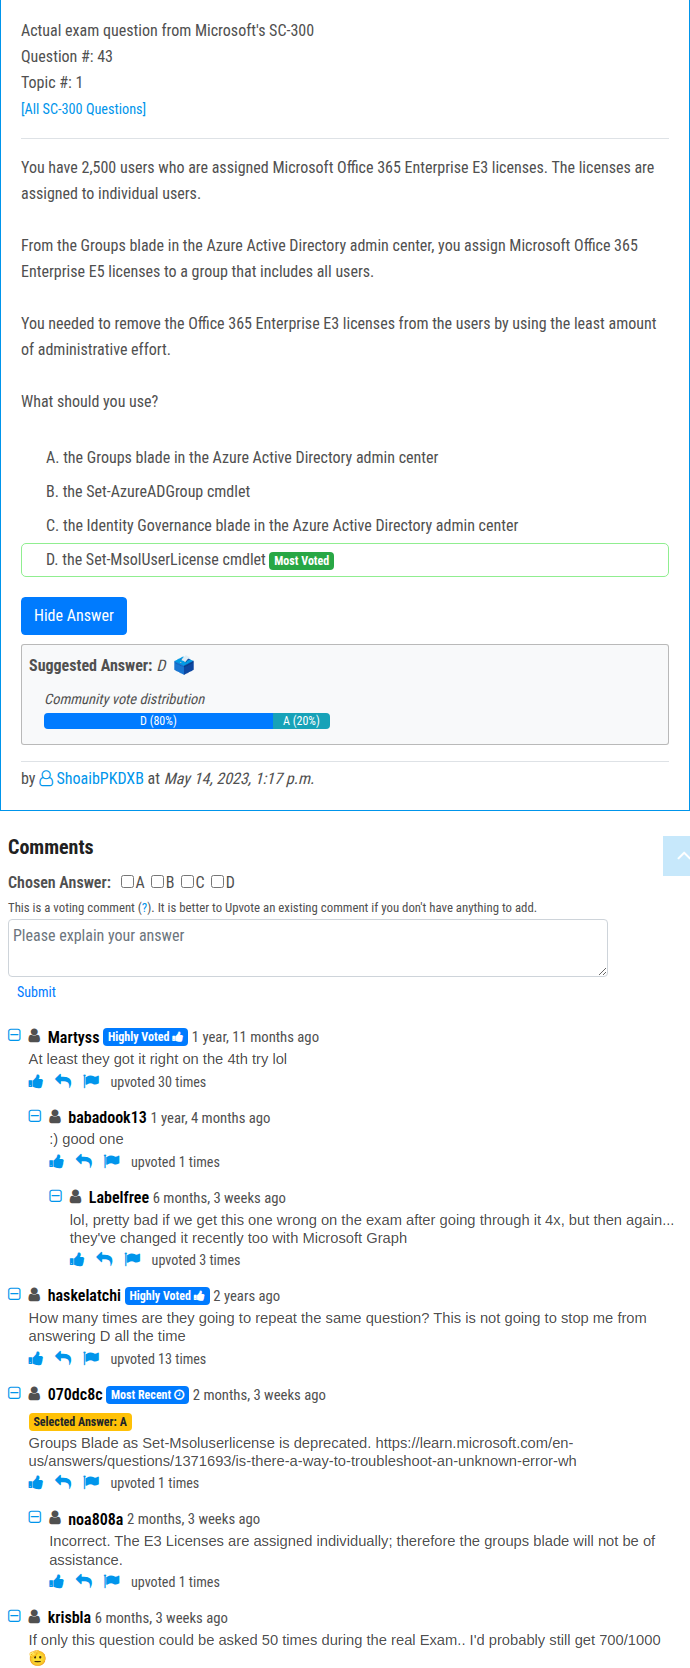 Actual exam question from Microsoft's SC-300
Question #: 43
Topic #: 1
[All SC-300 Questions]
You have 2,500 users who are assigned Microsoft Office 365 Enterprise E3 licenses. The licenses are
assigned to individual users.
From the Groups blade in the Azure Active Directory admin center, you assign Microsoft Office 365
Enterprise E5 licenses to a group that includes all users.
You needed to remove the Office 365 Enterprise E3 licenses from the users by using the least amount
of administrative effort.
What should you use?
A. the Groups blade in the Azure Active Directory admin center
B. the Set-AzureADGroup cmdlet
C. the Identity Governance blade in the Azure Active Directory admin center
D. the Set-MsolUserLicense cmdlet Most Voted
Hide Answer
Suggested Answer: D
Community vote distribution
D (80%) A (20%)
by ShoaibPKDXB at May 14, 2023, 1:17 p.m.
Comments
Chosen Answer: A B C D
This is a voting comment (?). It is better to Upvote an existing comment if you don't have anything to add.
Please explain your answer
Submit
Martyss Highly Voted 1 year, 11 months ago
At least they got it right on the 4th try lol
upvoted 30 times
babadook13 1 year, 4 months ago
:) good one
upvoted 1 times
Labelfree 6 months, 3 weeks ago
lol, pretty bad if we get this one wrong on the exam after going through it 4x, but then again...
they've changed it recently too with Microsoft Graph
upvoted 3 times
haskelatchi Highly Voted 2 years ago
How many times are they going to repeat the same question? This is not going to stop me from
answering D all the time
upvoted 13 times
070dc8c Most Recent 2 months, 3 weeks ago
Selected Answer: A
Groups Blade as Set-Msoluserlicense is deprecated. https://learn.microsoft.com/en-
us/answers/questions/1371693/is-there-a-way-to-troubleshoot-an-unknown-error-wh
upvoted 1 times
noa808a 2 months, 3 weeks ago
Incorrect. The E3 Licenses are assigned individually; therefore the groups blade will not be of
assistance.
upvoted 1 times
krisbla 6 months, 3 weeks ago
If only this question could be asked 50 times during the real Exam.. I'd probably still get 700/1000
🫡